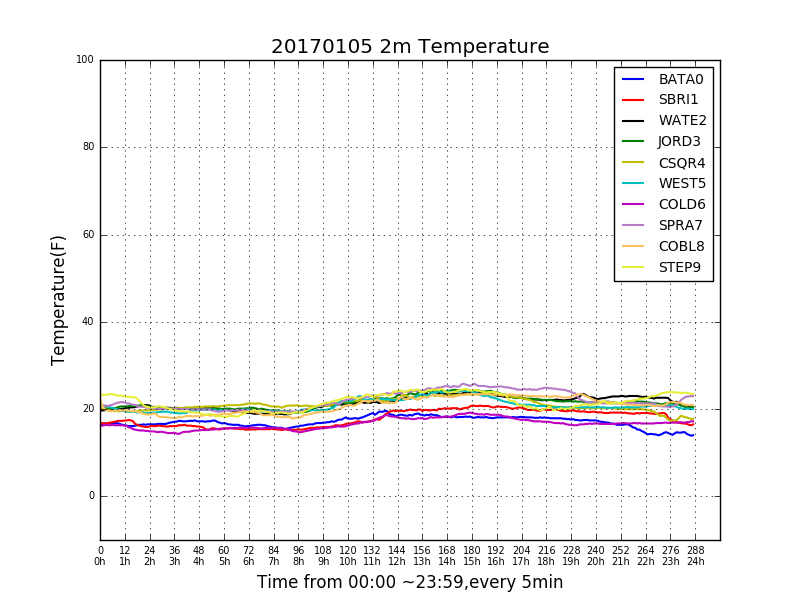 20170105 2m Temperature
100
80
60
40
20
0
Temperature(F)
BATA0
SBRI1
WATE2
JORD3
CSQR4
WEST5
COLD6
SPRA7
COBL8
STEP9
0 12 24 36 48 60 72 84 96 108 120 132 144 156 168 180 192 204 216 228 240 252 264 276 288
0h 1h 2h 3h 4h 5h 6h 7h 8h 9h 10h 11h 12h 13h 14h 15h 16h 17h 18h 19h 20h 21h 22h 23h 24h
Time from 00:00 ~23:59,every 5min